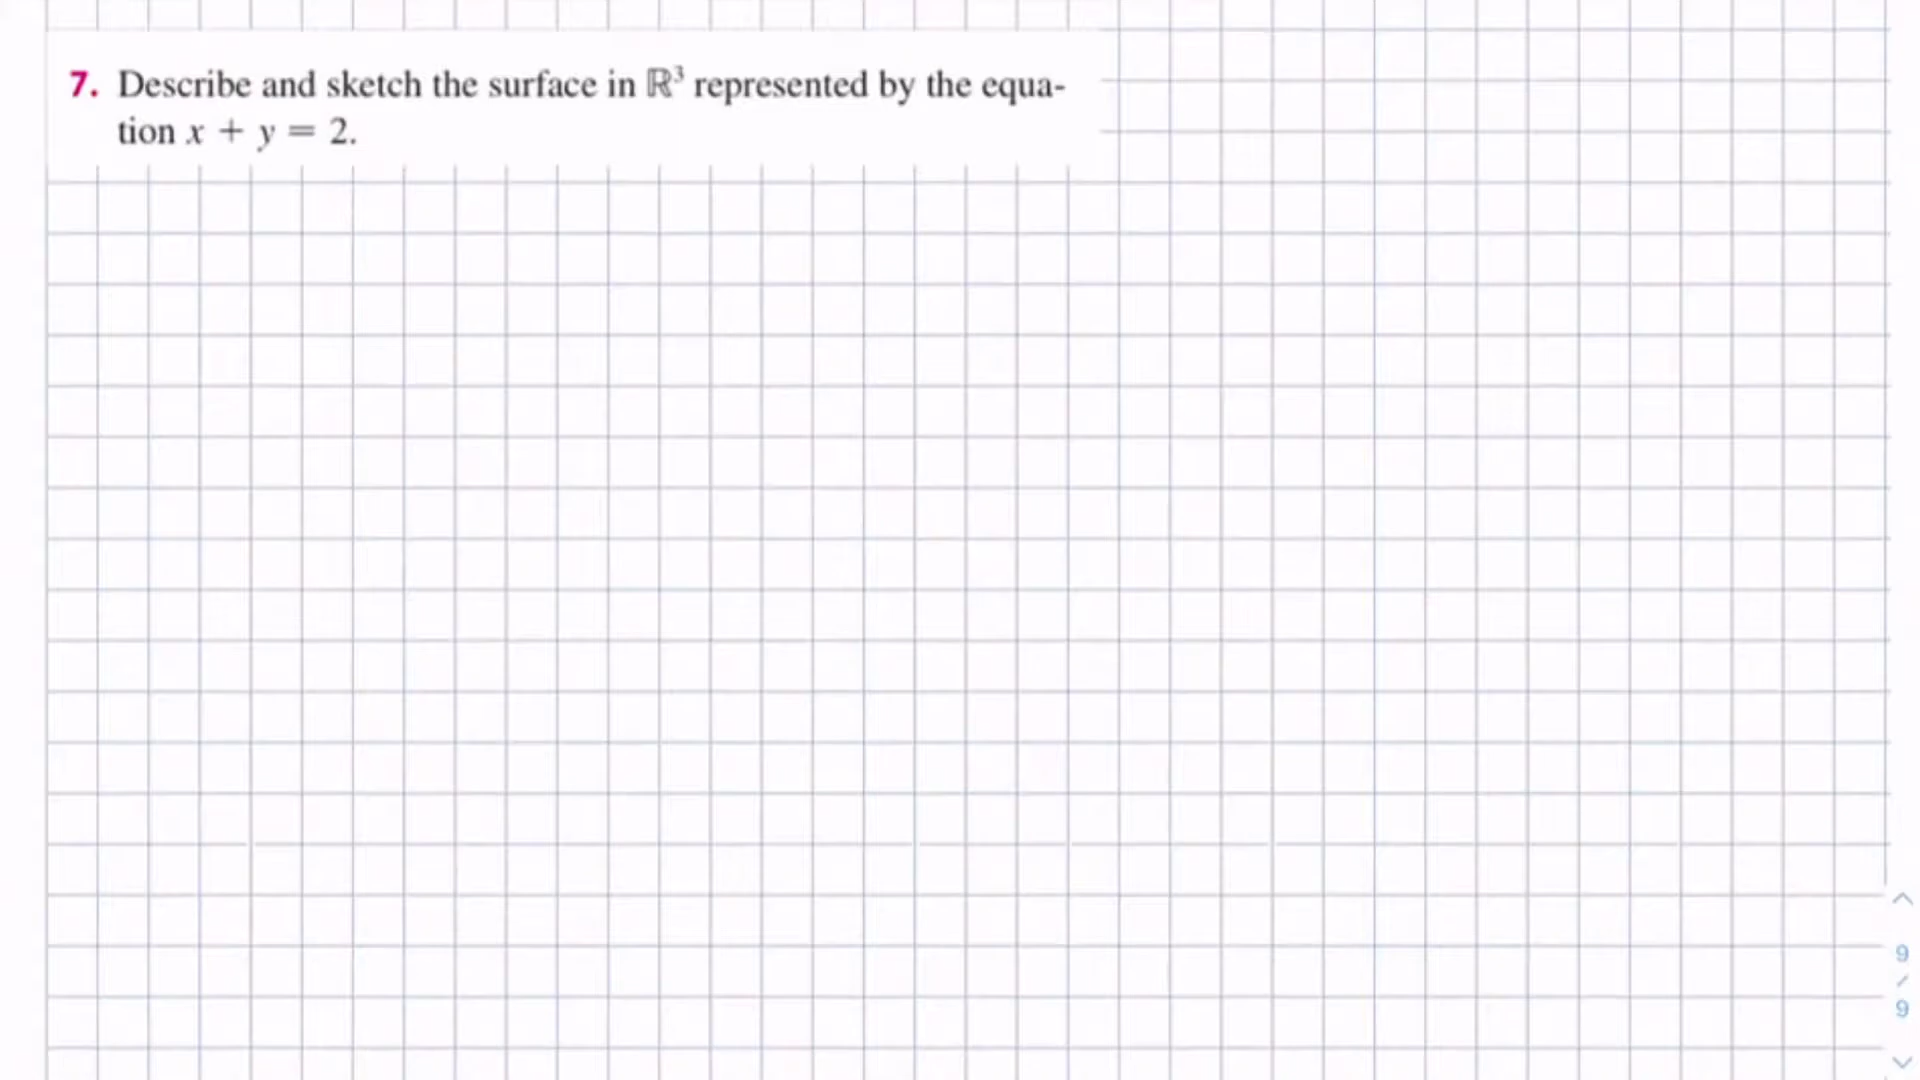 7. Describe and sketch the surface in ℝ³ represented by the equa-
tion x + y = 2.
9
/
9